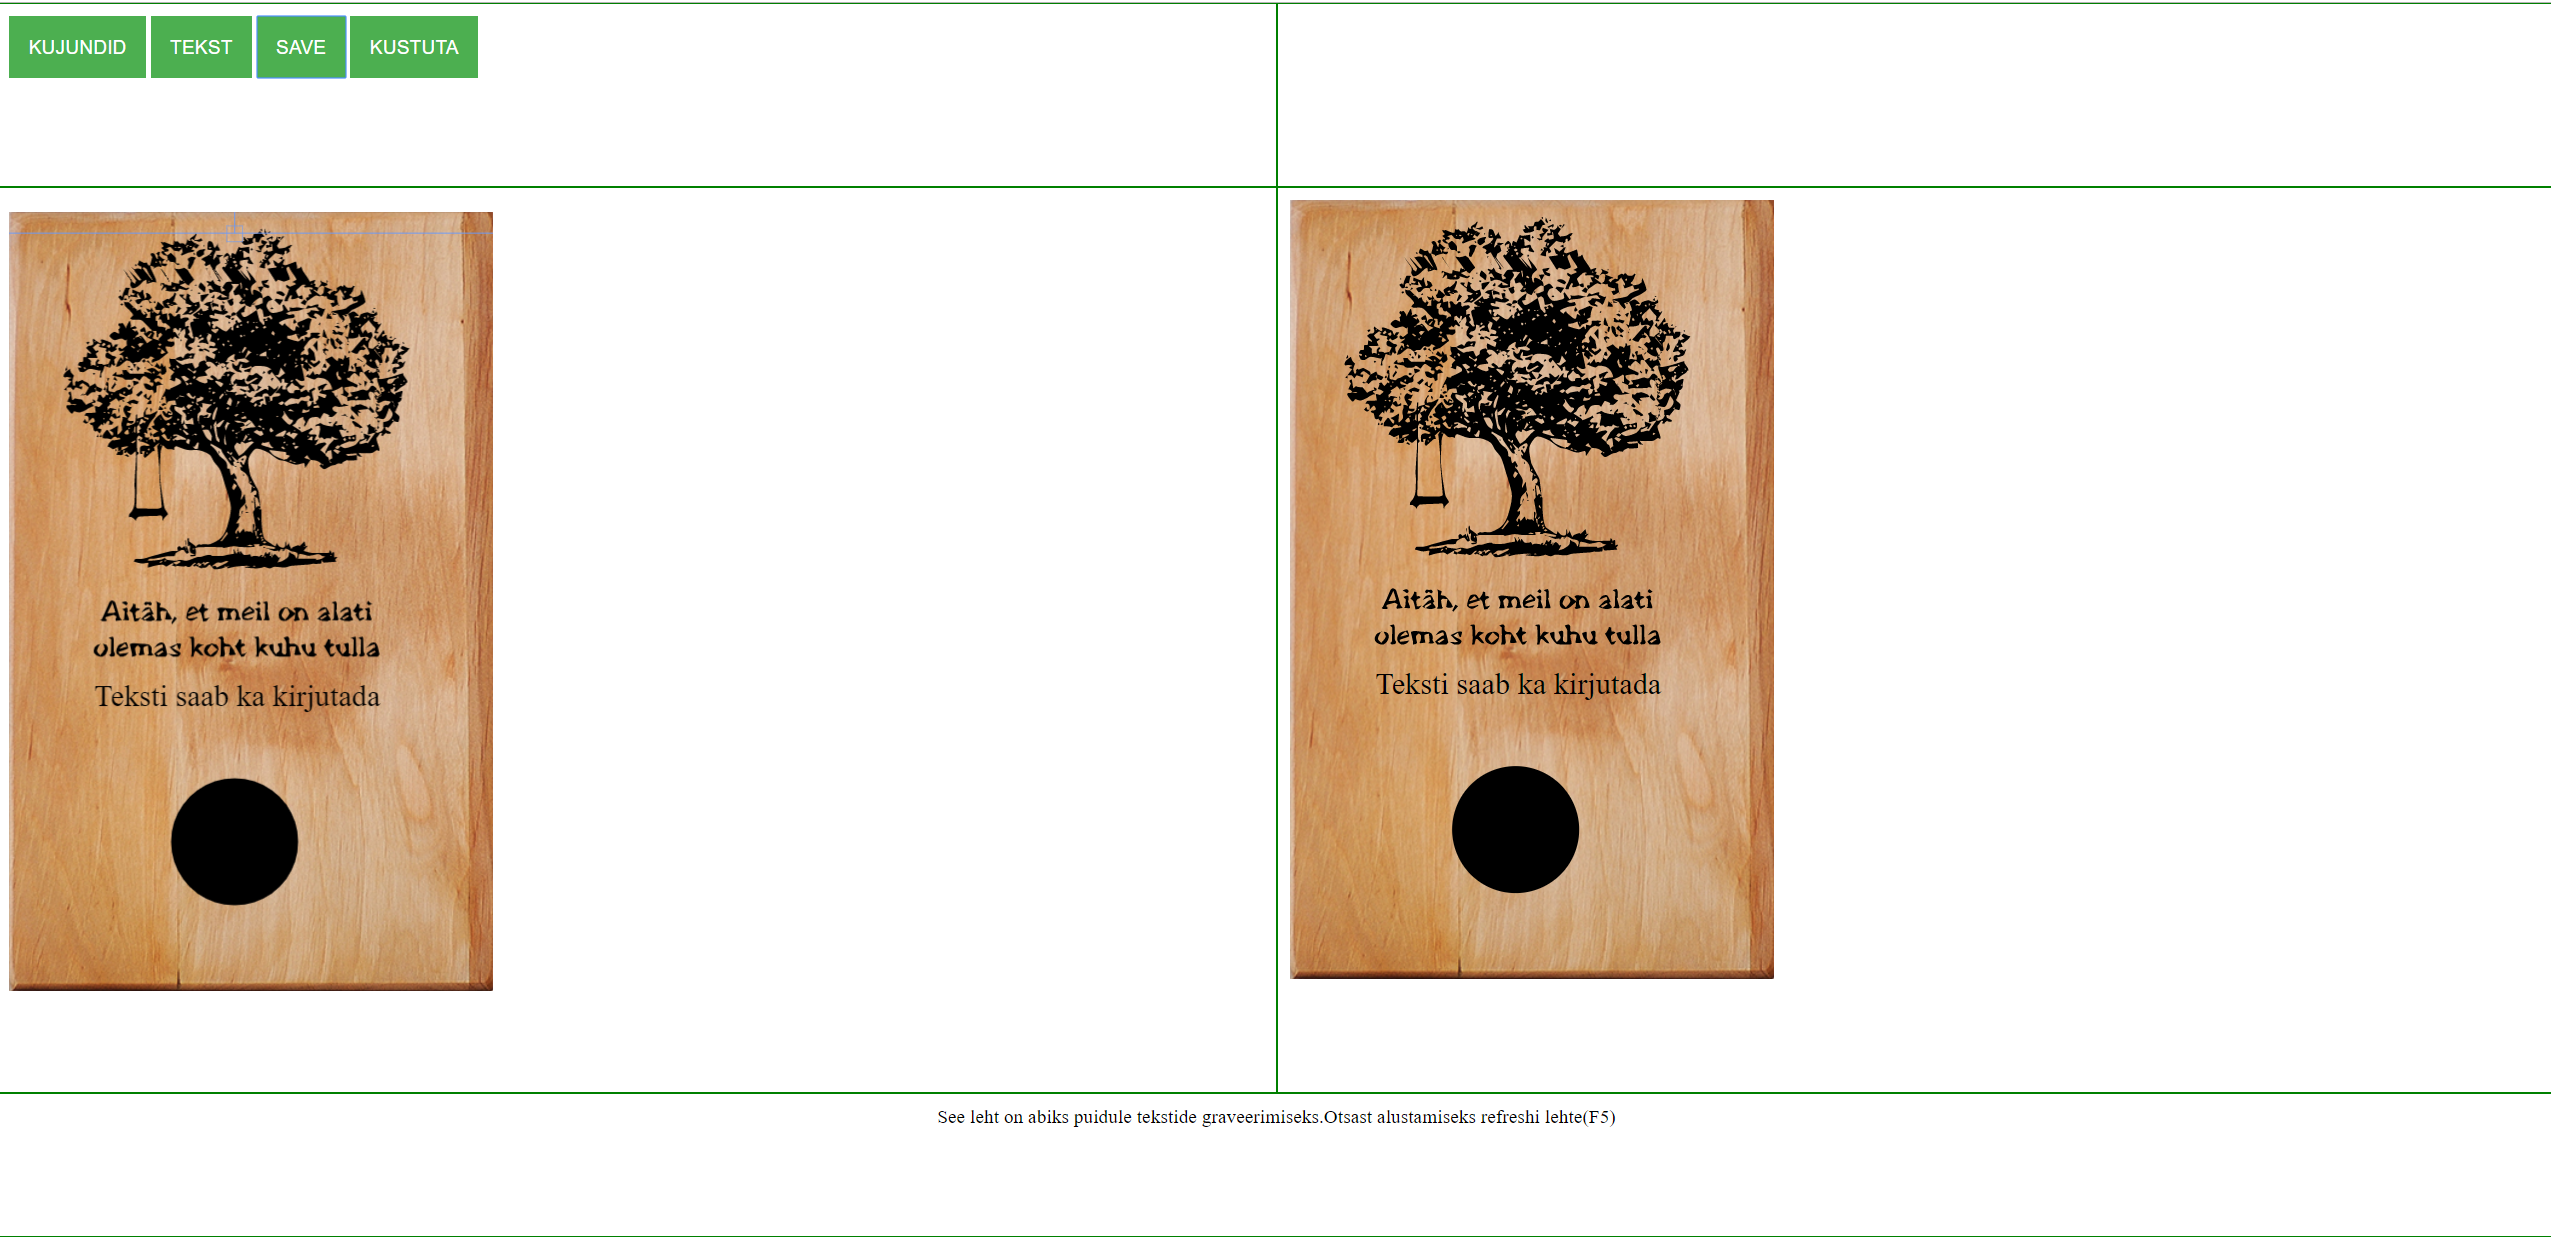 KUJUNDID TEKST SAVE KUSTUTA
Aitäh, et meil on alati
olemas koht kuhu tulla
Teksti saab ka kirjutada
Aitäh, et meil on alati
olemas koht kuhu tulla
Teksti saab ka kirjutada
See leht on abiks puidule tekstide graveerimiseks.Otsast alustamiseks refreshi lehte(F5)